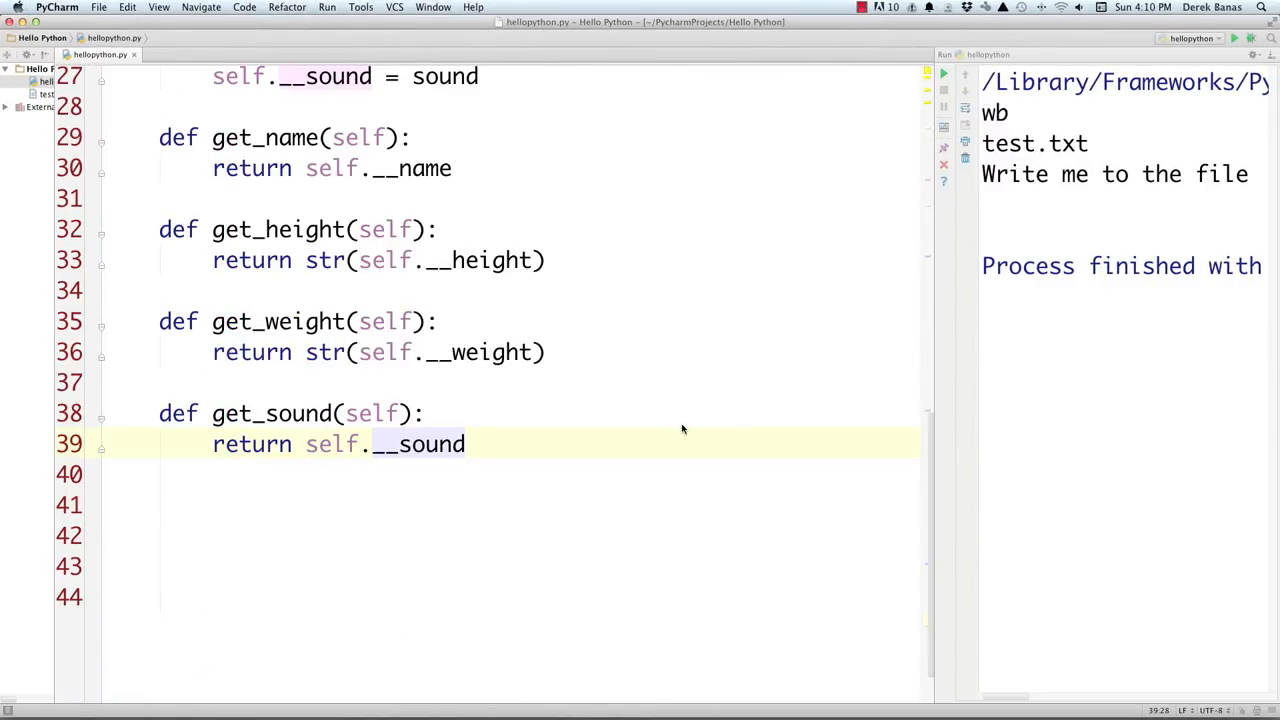 PyCharm File Edit View Navigate Code Refactor Run Tools VCS Window Help 10 Sun 4:10 PM Derek Banas
hellopython.py - Hello Python - [~/PycharmProjects/Hello Python]
Hello Python hellopython.py hellopython
hellopython.py Run hellopython
Hello P
hell
test
Externa
27 self.__sound = sound
28
29 def get_name(self):
30 return self.__name
31
32 def get_height(self):
33 return str(self.__height)
34
35 def get_weight(self):
36 return str(self.__weight)
37
38 def get_sound(self):
39 return self.__sound
40
41
42
43
44
/Library/Frameworks/Py
wb
test.txt
Write me to the file
Process finished with
39:28 LF UTF-8